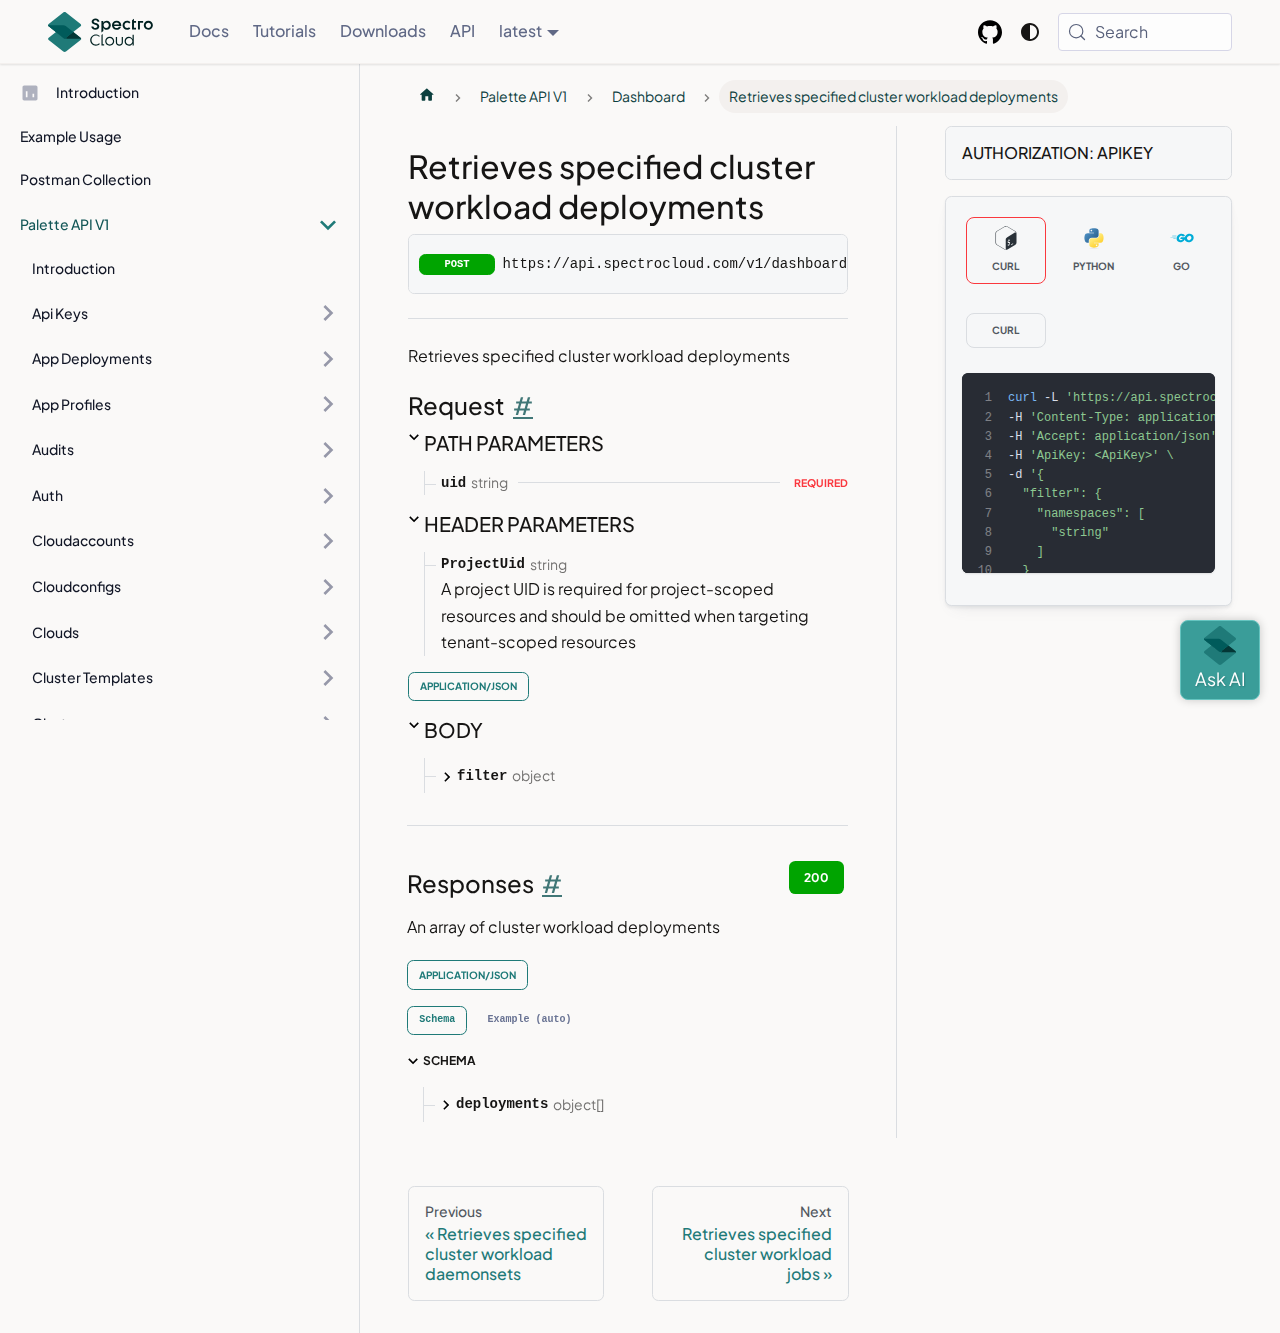 Spectro Cloud
Docs
Tutorials
Downloads
API
latest
Search
Introduction
Example Usage
Postman Collection
Palette API V1
Introduction
Api Keys
App Deployments
App Profiles
Audits
Auth
Cloudaccounts
Cloudconfigs
Clouds
Cluster Templates
Palette API V1
Dashboard
Retrieves specified cluster workload deployments
Retrieves specified cluster
workload deployments
POST
https://api.spectrocloud.com/v1/dashboard
Retrieves specified cluster workload deployments
Request #
PATH PARAMETERS
uid string
REQUIRED
HEADER PARAMETERS
ProjectUid string
A project UID is required for project-scoped
resources and should be omitted when targeting
tenant-scoped resources
APPLICATION/JSON
BODY
filter object
Responses #
200
An array of cluster workload deployments
APPLICATION/JSON
Schema
Example (auto)
SCHEMA
deployments object[]
Previous
« Retrieves specified
cluster workload
daemonsets
Next
Retrieves specified
cluster workload
jobs »
AUTHORIZATION: APIKEY
CURL
PYTHON
GO
CURL
1 curl -L 'https://api.spectroc
2 -H 'Content-Type: application
3 -H 'Accept: application/json'
4 -H 'ApiKey: <ApiKey>' \
5 -d '{
6 "filter": {
7 "namespaces": [
8 "string"
9 ]
10 }
Ask AI